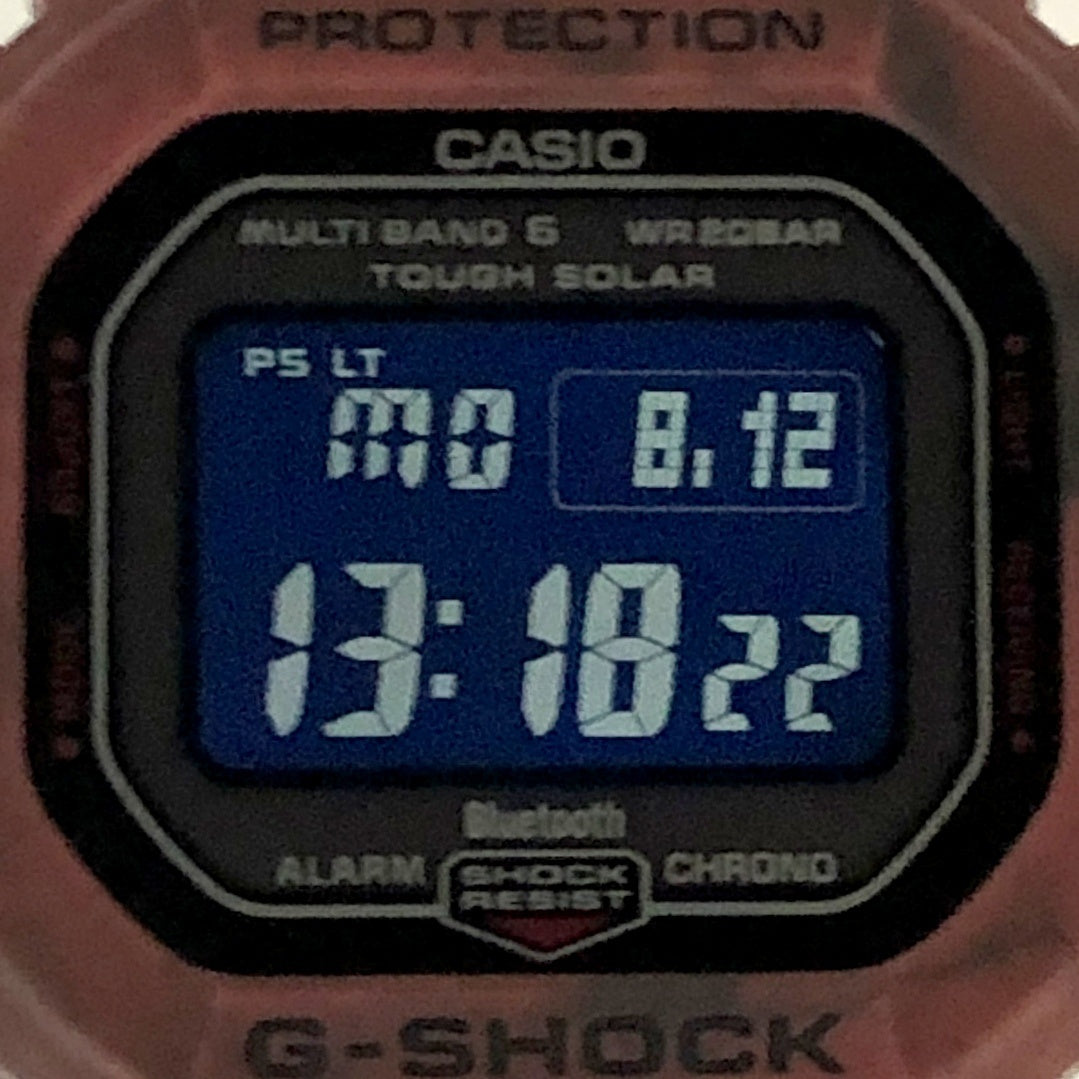 PROTECTION
CASIO
MULTI BAND 6 WR20BAR
TOUGH SOLAR
PS LT
MO 8.12
13:18 22
Bluetooth
ALARM SHOCK RESIST CHRONO
G-SHOCK